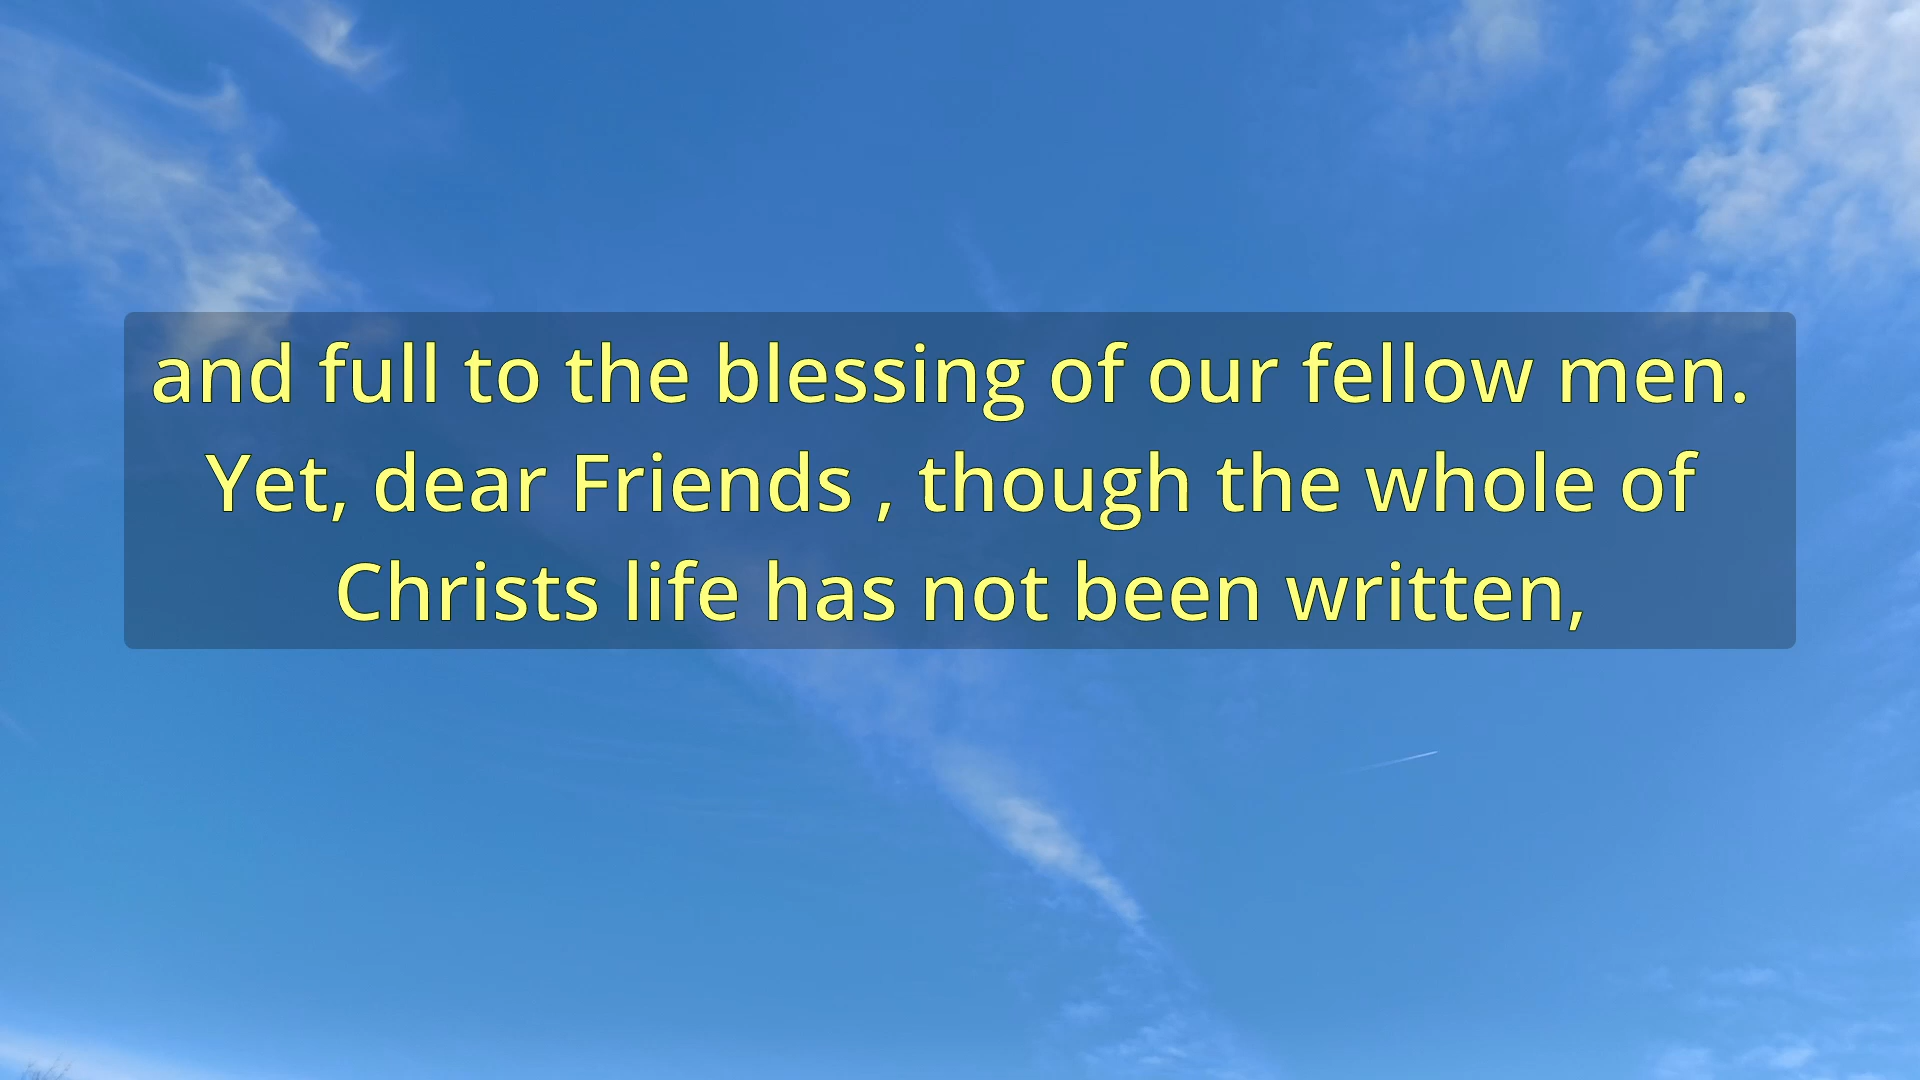 and full to the blessing of our fellow men.
Yet, dear Friends , though the whole of
Christs life has not been written,